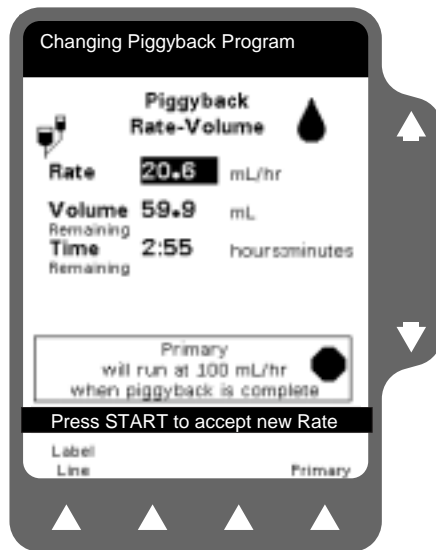 Changing Piggyback Program
Piggyback
Rate-Volume
Rate 20.6 mL/hr
Volume 59.9 mL
Remaining
Time 2:55 hours:minutes
Remaining
Primary
will run at 100 mL/hr
when piggyback is complete
Press START to accept new Rate
Label
Line Primary